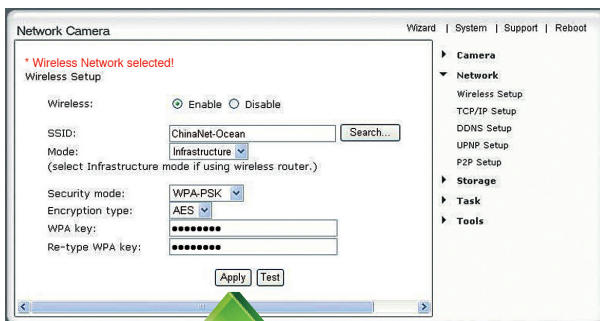 Network Camera
Wizard | System | Support | Reboot
* Wireless Network selected!
Wireless Setup
Wireless: Enable Disable
SSID: ChinaNet-Ocean Search...
Mode: Infrastructure
(select Infrastructure mode if using wireless router.)
Security mode: WPA-PSK
Encryption type: AES
WPA key: ●●●●●●●●
Re-type WPA key: ●●●●●●●●
Apply Test
Camera
Network
Wireless Setup
TCP/IP Setup
DDNS Setup
UPNP Setup
P2P Setup
Storage
Task
Tools